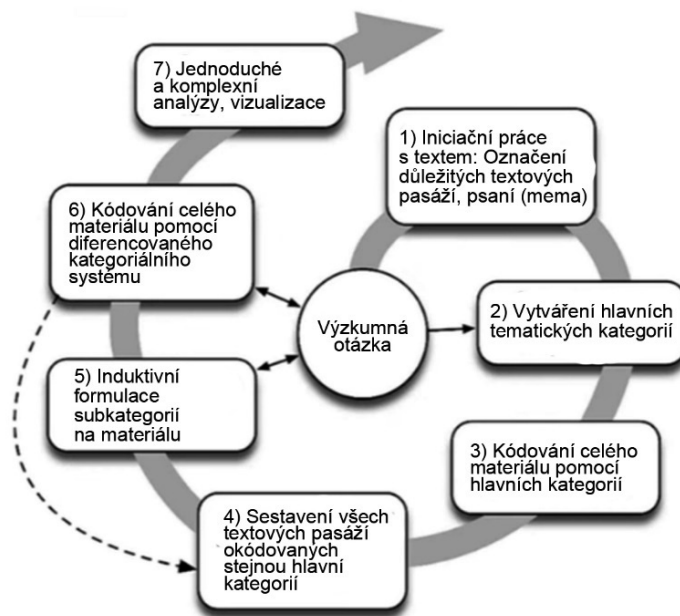 7) Jednoduché
a komplexní
analýzy, vizualizace
1) Iniciační práce
s textem: Označení
důležitých textových
pasáží, psaní (mema)
6) Kódování celého
materiálu pomocí
diferencovaného
kategoriálního
systému
Výzkumná
otázka
2) Vytváření hlavních
tematických kategorií
5) Induktivní
formulace
subkategorií
na materiálu
3) Kódování celého
materiálu pomocí
hlavních kategorií
4) Sestavení všech
textových pasáží
okódovaných
stejnou hlavní
kategorií